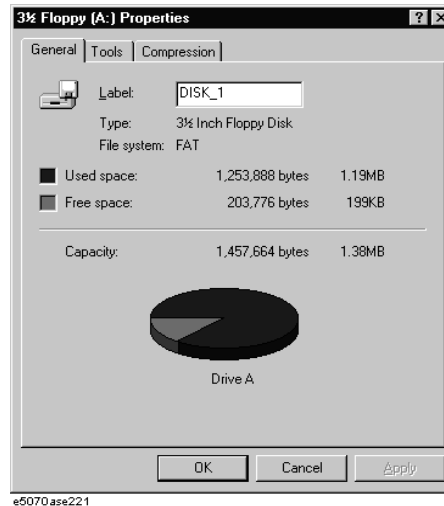 3½ Floppy (A:) Properties
General Tools Compression
Label: DISK_1
Type: 3½ Inch Floppy Disk
File system: FAT
Used space: 1,253,888 bytes 1.19MB
Free space: 203,776 bytes 199KB
Capacity: 1,457,664 bytes 1.38MB
Drive A
OK Cancel Apply
e5070ase221